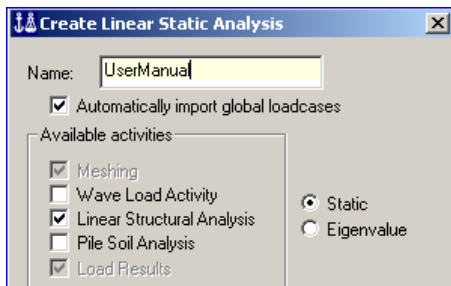 Create Linear Static Analysis
Name: UserManual
Automatically import global loadcases
Available activities
Meshing
Wave Load Activity
Linear Structural Analysis
Pile Soil Analysis
Load Results
Static
Eigenvalue